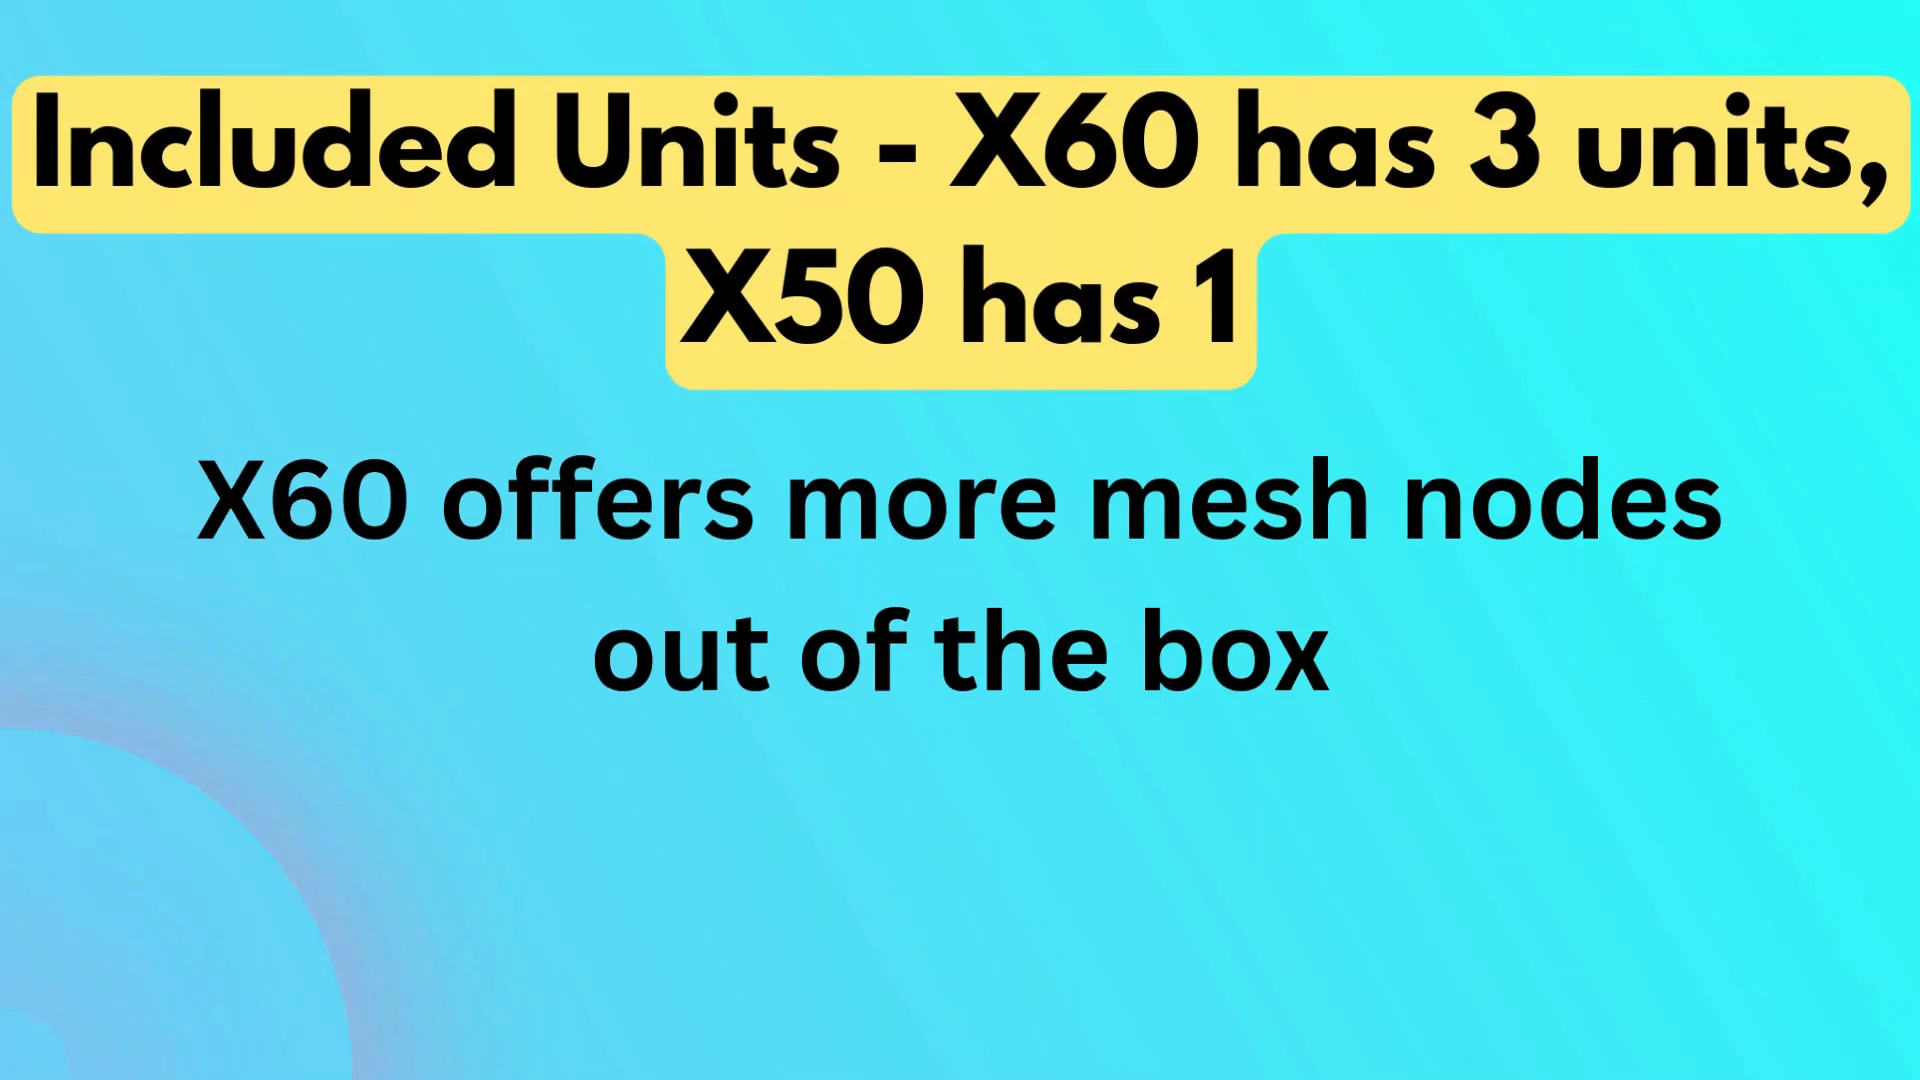 Included Units - X60 has 3 units,
X50 has 1
X60 offers more mesh nodes
out of the box